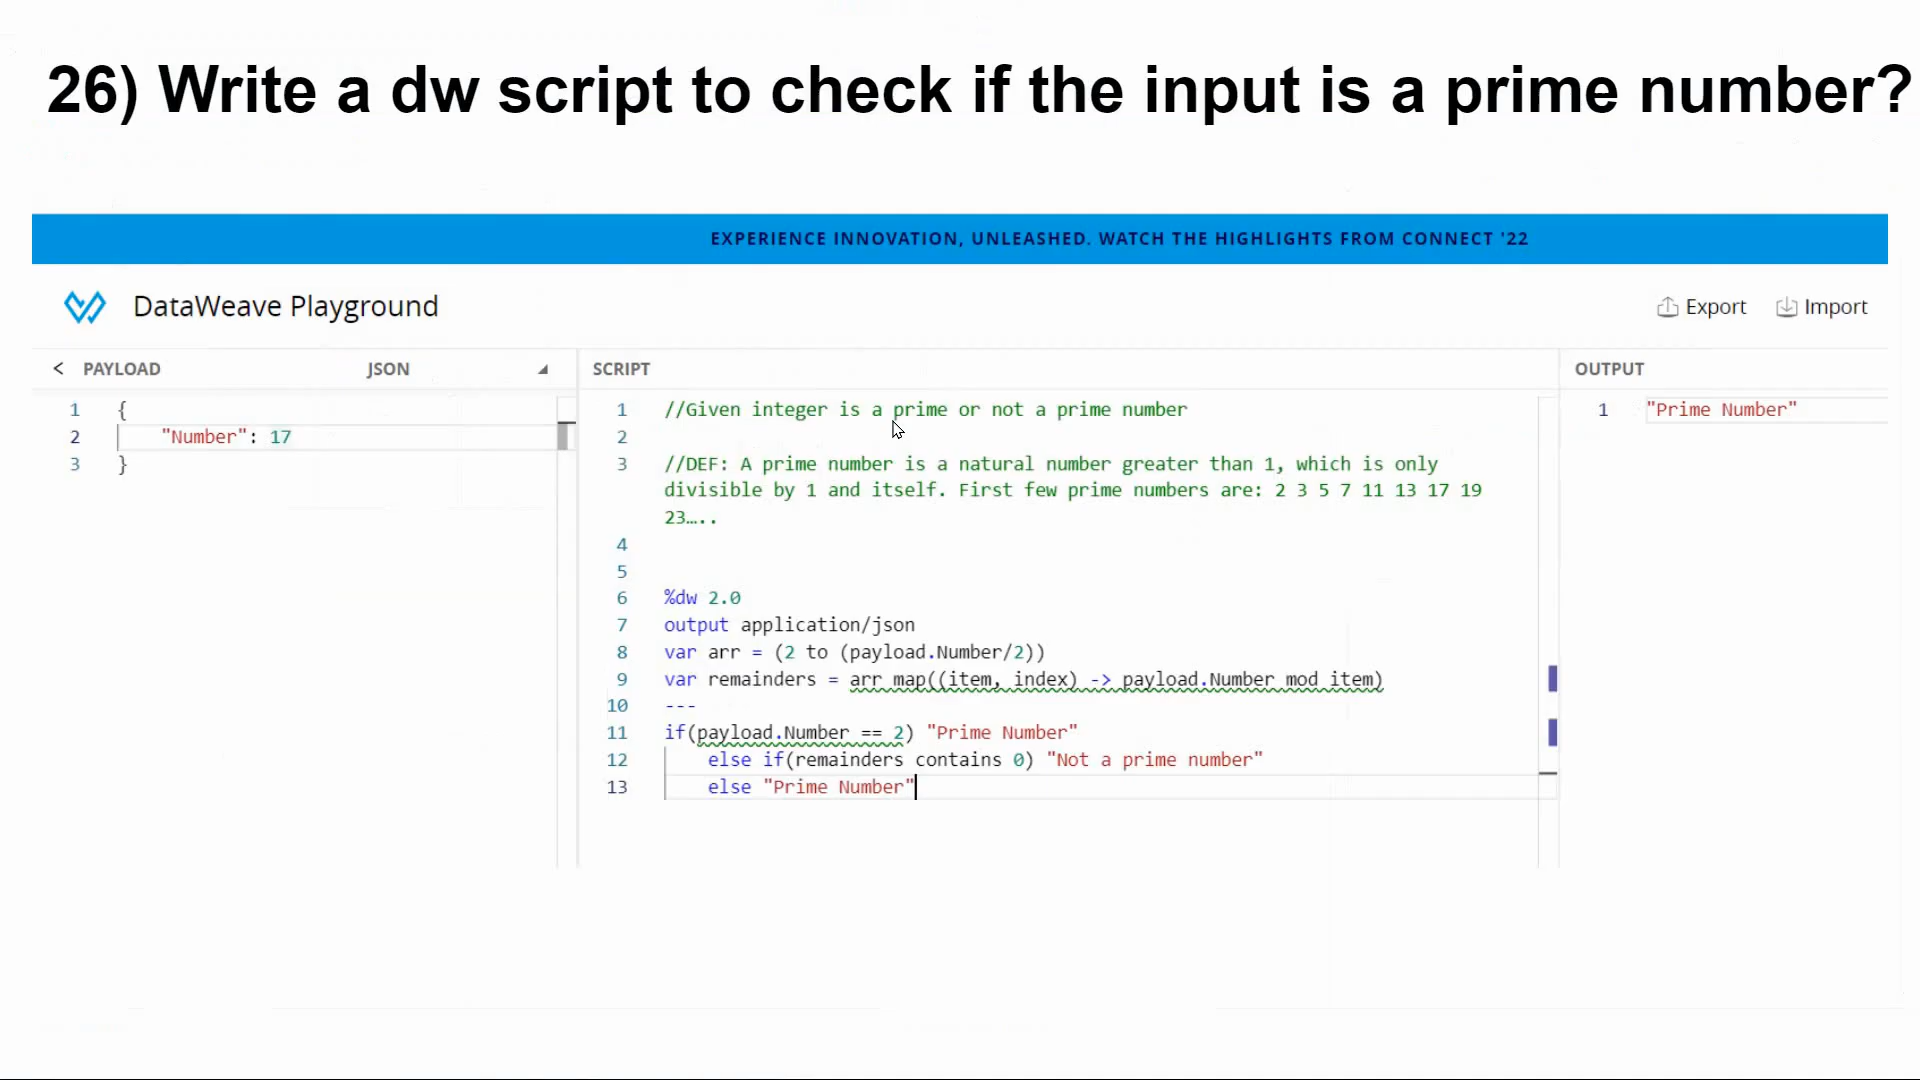 26) Write a dw script to check if the input is a prime number?
EXPERIENCE INNOVATION, UNLEASHED. WATCH THE HIGHLIGHTS FROM CONNECT '22
DataWeave Playground
Export Import
< PAYLOAD JSON
1 {
2 "Number": 17
3 }
SCRIPT
1 //Given integer is a prime or not a prime number
2
3 //DEF: A prime number is a natural number greater than 1, which is only
divisible by 1 and itself. First few prime numbers are: 2 3 5 7 11 13 17 19
23…..
4
5
6 %dw 2.0
7 output application/json
8 var arr = (2 to (payload.Number/2))
9 var remainders = arr map((item, index) -> payload.Number mod item)
10 ---
11 if(payload.Number == 2) "Prime Number"
12 else if(remainders contains 0) "Not a prime number"
13 else "Prime Number"
OUTPUT
1 "Prime Number"